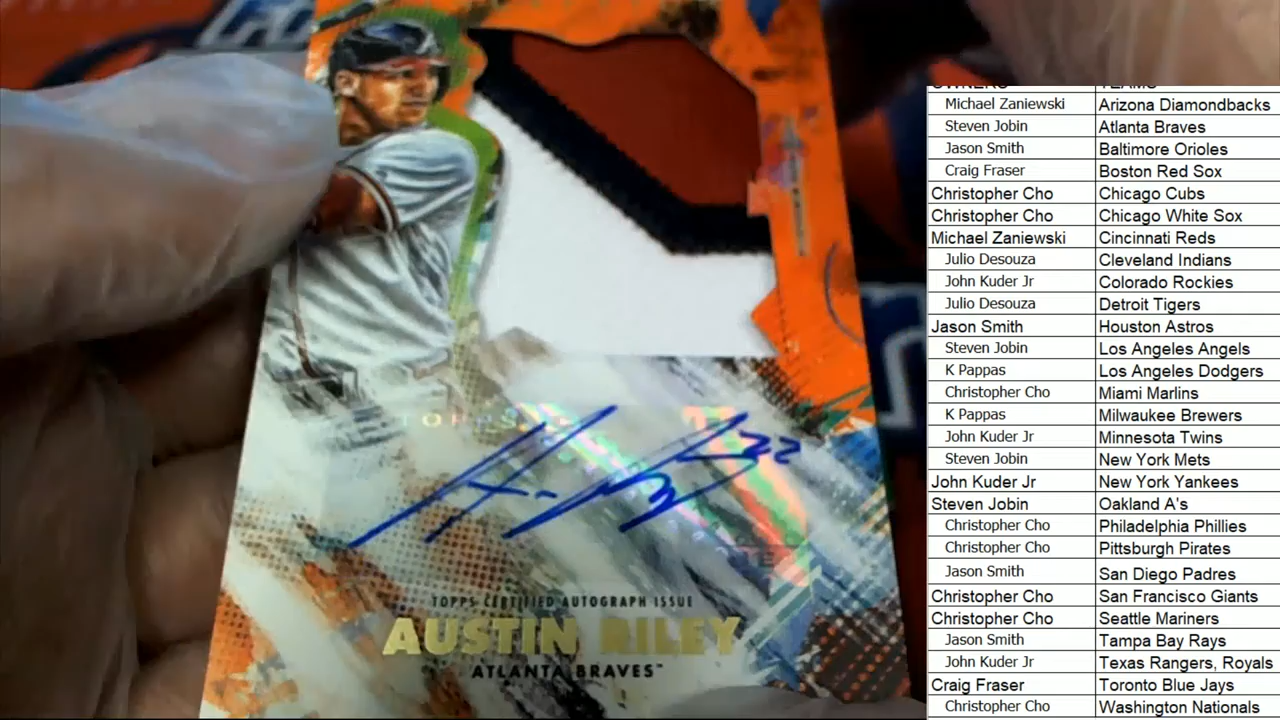 TOPPS
22
TOPPS CERTIFIED AUTOGRAPH ISSUE
AUSTIN RILEY
ATLANTA BRAVES™
OWNERS TEAMS
Michael Zaniewski Arizona Diamondbacks
Steven Jobin Atlanta Braves
Jason Smith Baltimore Orioles
Craig Fraser Boston Red Sox
Christopher Cho Chicago Cubs
Christopher Cho Chicago White Sox
Michael Zaniewski Cincinnati Reds
Julio Desouza Cleveland Indians
John Kuder Jr Colorado Rockies
Julio Desouza Detroit Tigers
Jason Smith Houston Astros
Steven Jobin Los Angeles Angels
K Pappas Los Angeles Dodgers
Christopher Cho Miami Marlins
K Pappas Milwaukee Brewers
John Kuder Jr Minnesota Twins
Steven Jobin New York Mets
John Kuder Jr New York Yankees
Steven Jobin Oakland A's
Christopher Cho Philadelphia Phillies
Christopher Cho Pittsburgh Pirates
Jason Smith San Diego Padres
Christopher Cho San Francisco Giants
Christopher Cho Seattle Mariners
Jason Smith Tampa Bay Rays
John Kuder Jr Texas Rangers, Royals
Craig Fraser Toronto Blue Jays
Christopher Cho Washington Nationals